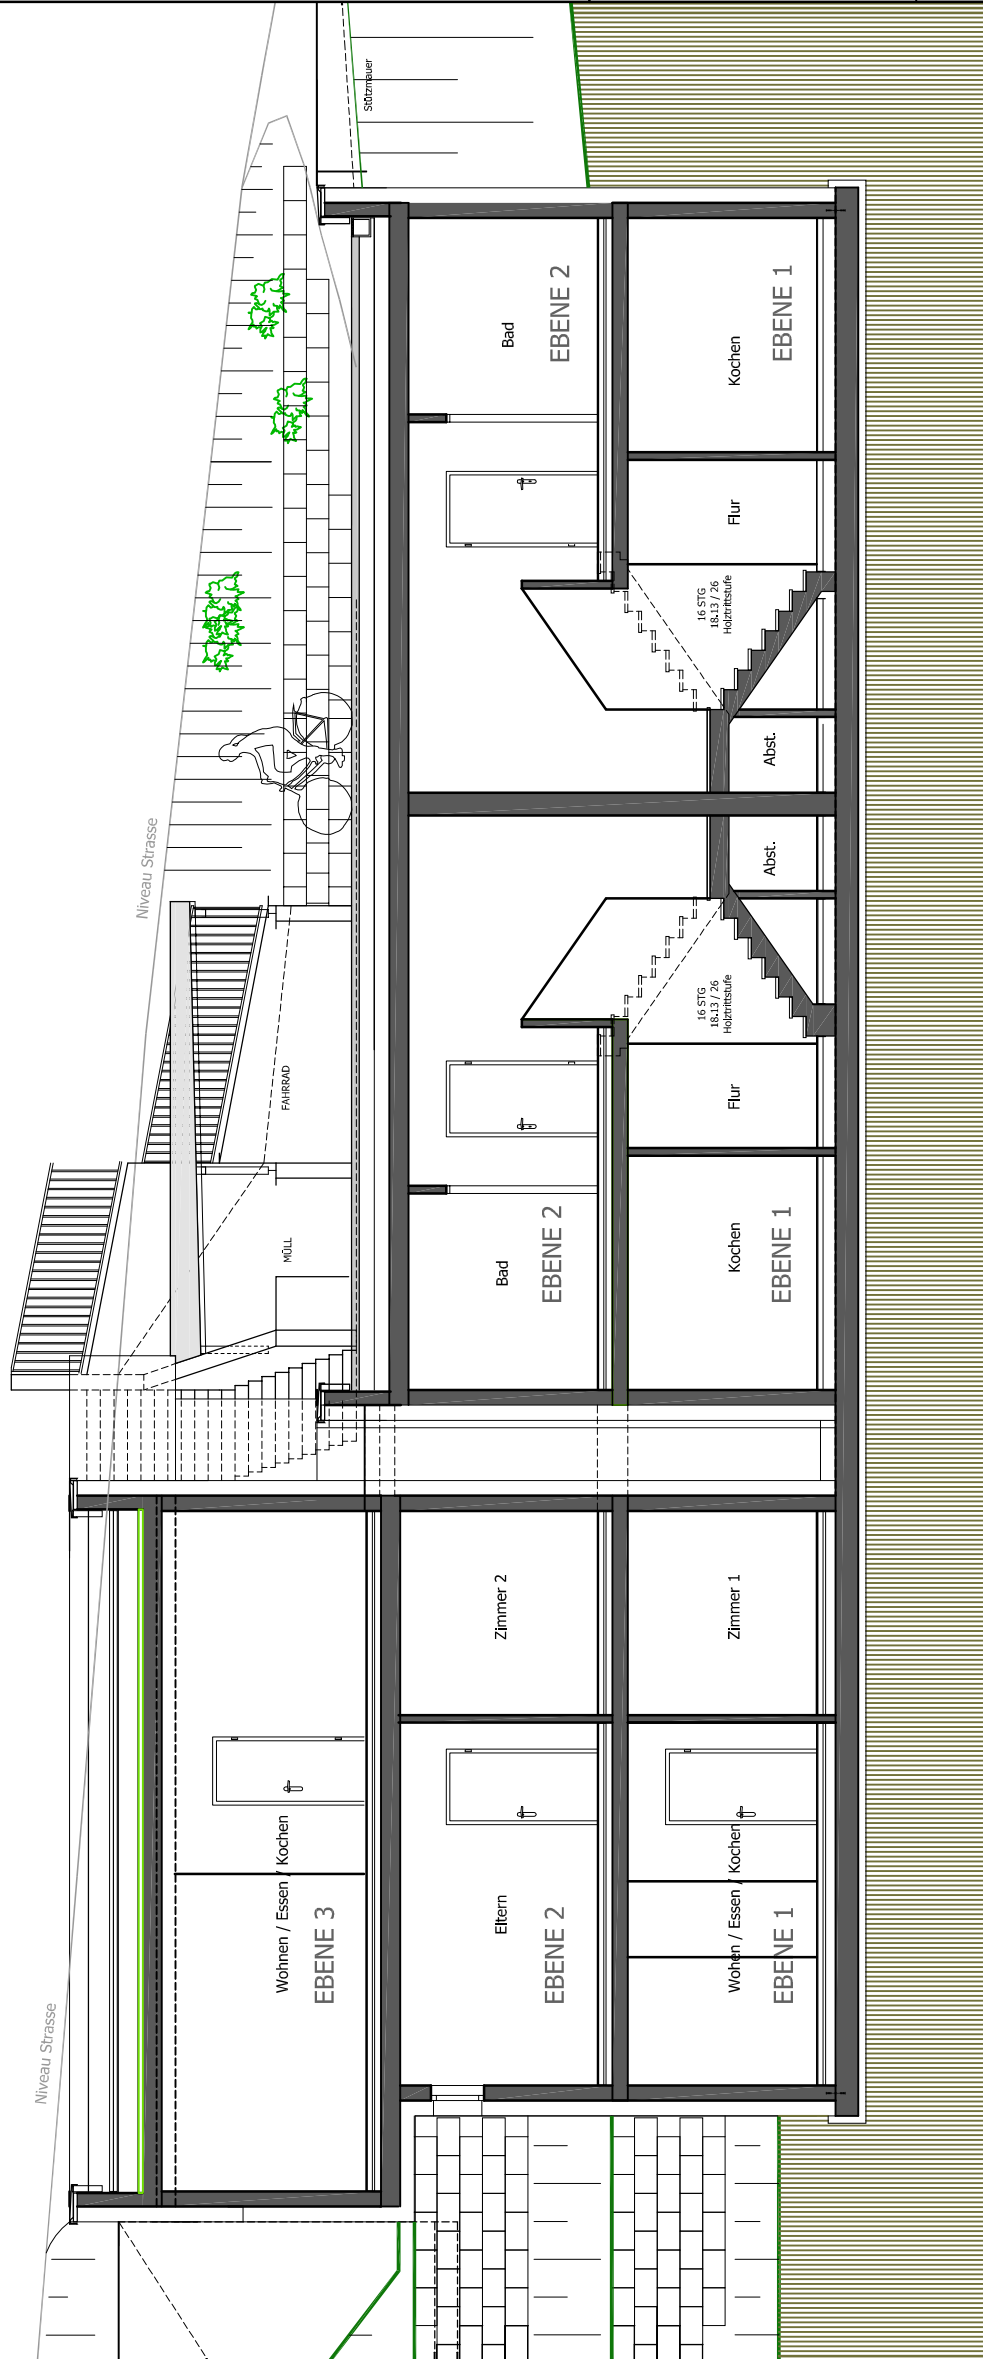 Niveau Strasse
Niveau Strasse
Stützmauer
FAHRRAD
MÜLL
Wohnen / Essen / Kochen
EBENE 3
Eltern
EBENE 2
Zimmer 2
Bad
EBENE 2
Bad
EBENE 2
Wohen / Essen / Kochen
EBENE 1
Zimmer 1
Kochen
EBENE 1
Flur
16 STG
18.13 / 26
Holztrittstufe
Abst.
Abst.
16 STG
18.13 / 26
Holztrittstufe
Flur
Kochen
EBENE 1